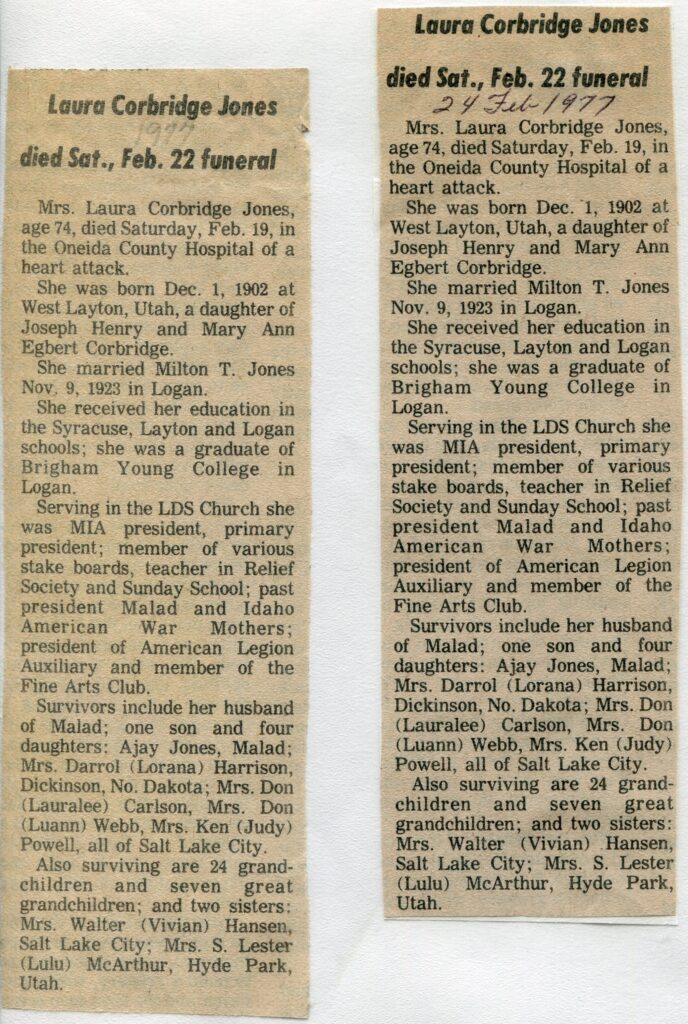 Laura Corbridge Jones
1977
died Sat., Feb. 22 funeral
Mrs. Laura Corbridge Jones,
age 74, died Saturday, Feb. 19, in
the Oneida County Hospital of a
heart attack.
She was born Dec. 1, 1902 at
West Layton, Utah, a daughter of
Joseph Henry and Mary Ann
Egbert Corbridge.
She married Milton T. Jones
Nov. 9, 1923 in Logan.
She received her education in
the Syracuse, Layton and Logan
schools; she was a graduate of
Brigham Young College in
Logan.
Serving in the LDS Church she
was MIA president, primary
president; member of various
stake boards, teacher in Relief
Society and Sunday School; past
president Malad and Idaho
American War Mothers;
president of American Legion
Auxiliary and member of the
Fine Arts Club.
Survivors include her husband
of Malad; one son and four
daughters: Ajay Jones, Malad;
Mrs. Darrol (Lorana) Harrison,
Dickinson, No. Dakota; Mrs. Don
(Lauralee) Carlson, Mrs. Don
(Luann) Webb, Mrs. Ken (Judy)
Powell, all of Salt Lake City.
Also surviving are 24 grand-
children and seven great
grandchildren; and two sisters:
Mrs. Walter (Vivian) Hansen,
Salt Lake City; Mrs. S. Lester
(Lulu) McArthur, Hyde Park,
Utah.
Laura Corbridge Jones
died Sat., Feb. 22 funeral
24 Feb 1977
Mrs. Laura Corbridge Jones,
age 74, died Saturday, Feb. 19, in
the Oneida County Hospital of a
heart attack.
She was born Dec. 1, 1902 at
West Layton, Utah, a daughter of
Joseph Henry and Mary Ann
Egbert Corbridge.
She married Milton T. Jones
Nov. 9, 1923 in Logan.
She received her education in
the Syracuse, Layton and Logan
schools; she was a graduate of
Brigham Young College in
Logan.
Serving in the LDS Church she
was MIA president, primary
president; member of various
stake boards, teacher in Relief
Society and Sunday School; past
president Malad and Idaho
American War Mothers;
president of American Legion
Auxiliary and member of the
Fine Arts Club.
Survivors include her husband
of Malad; one son and four
daughters: Ajay Jones, Malad;
Mrs. Darrol (Lorana) Harrison,
Dickinson, No. Dakota; Mrs. Don
(Lauralee) Carlson, Mrs. Don
(Luann) Webb, Mrs. Ken (Judy)
Powell, all of Salt Lake City.
Also surviving are 24 grand-
children and seven great
grandchildren; and two sisters:
Mrs. Walter (Vivian) Hansen,
Salt Lake City; Mrs. S. Lester
(Lulu) McArthur, Hyde Park,
Utah.